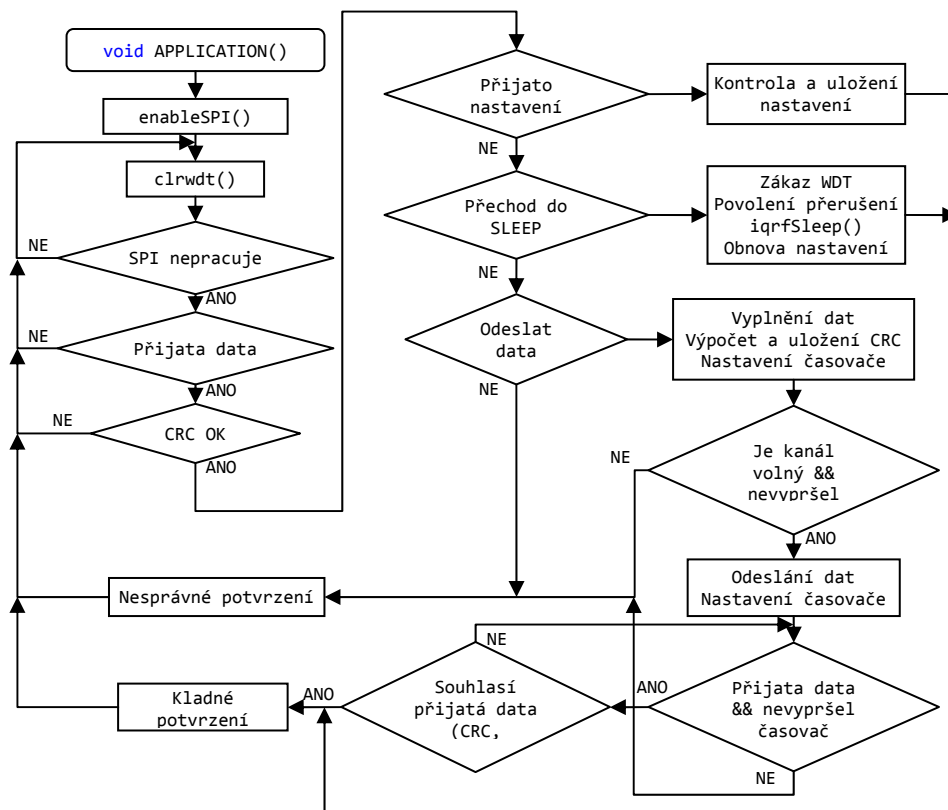 void APPLICATION()
enableSPI()
clrwdt()
NE
SPI nepracuje
ANO
NE
Přijata data
ANO
NE
CRC OK
ANO
Přijato
nastavení
NE
Kontrola a uložení
nastavení
Přechod do
SLEEP
NE
Zákaz WDT
Povolení přerušení
iqrfSleep()
Obnova nastavení
Odeslat
data
NE
Vyplnění dat
Výpočet a uložení CRC
Nastavení časovače
NE
Je kanál
volný &&
nevypršel
ANO
Odeslání dat
Nastavení časovače
Nesprávné potvrzení
NE
Přijata data
&& nevypršel
časovač
ANO
NE
Souhlasí
přijatá data
(CRC,
ANO
Kladné
potvrzení